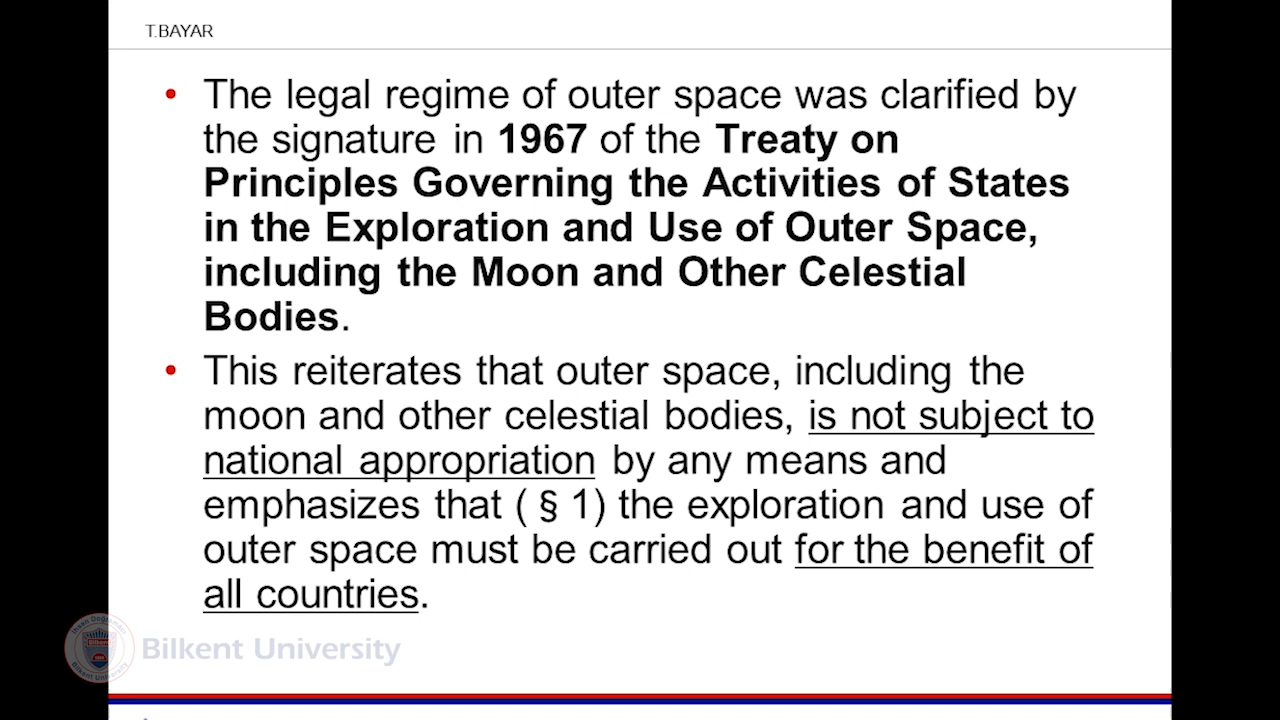 T.BAYAR
• The legal regime of outer space was clarified by
the signature in 1967 of the Treaty on
Principles Governing the Activities of States
in the Exploration and Use of Outer Space,
including the Moon and Other Celestial
Bodies.
• This reiterates that outer space, including the
moon and other celestial bodies, is not subject to
national appropriation by any means and
emphasizes that ( § 1) the exploration and use of
outer space must be carried out for the benefit of
all countries.
Bilkent University